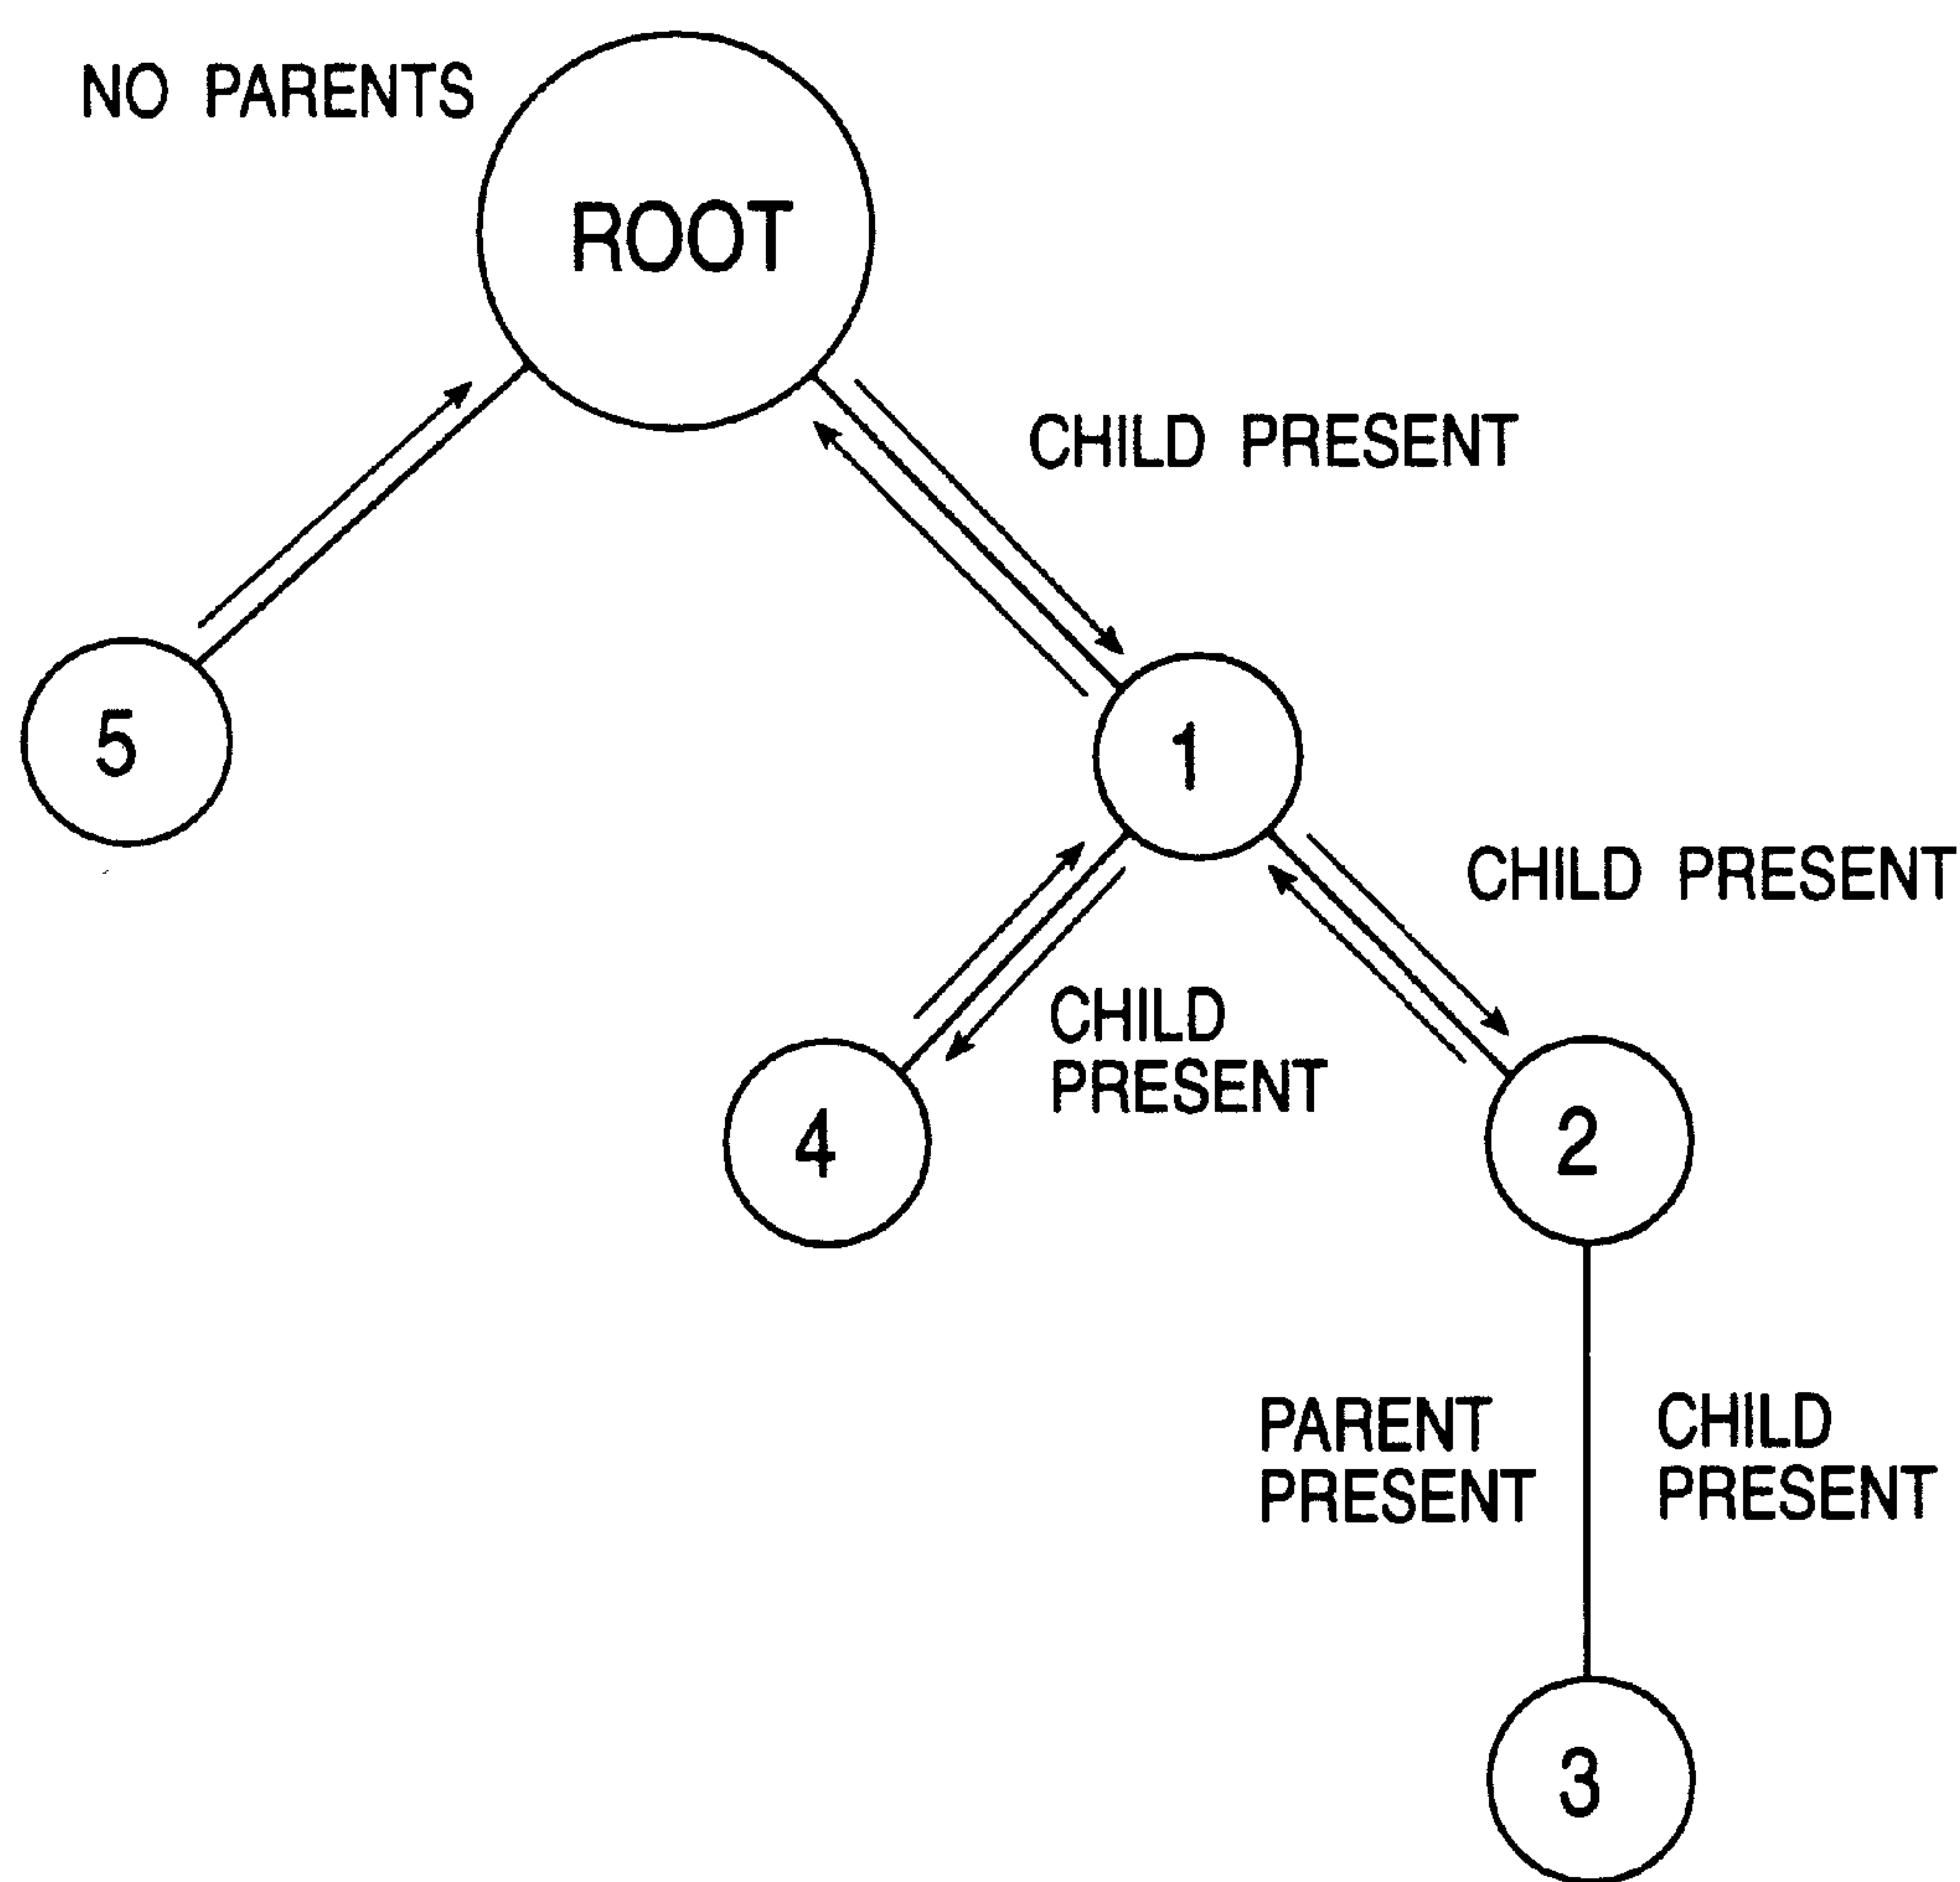 NO PARENTS
ROOT
CHILD PRESENT
5
1
CHILD PRESENT
CHILD
PRESENT
4
2
PARENT
PRESENT
CHILD
PRESENT
3